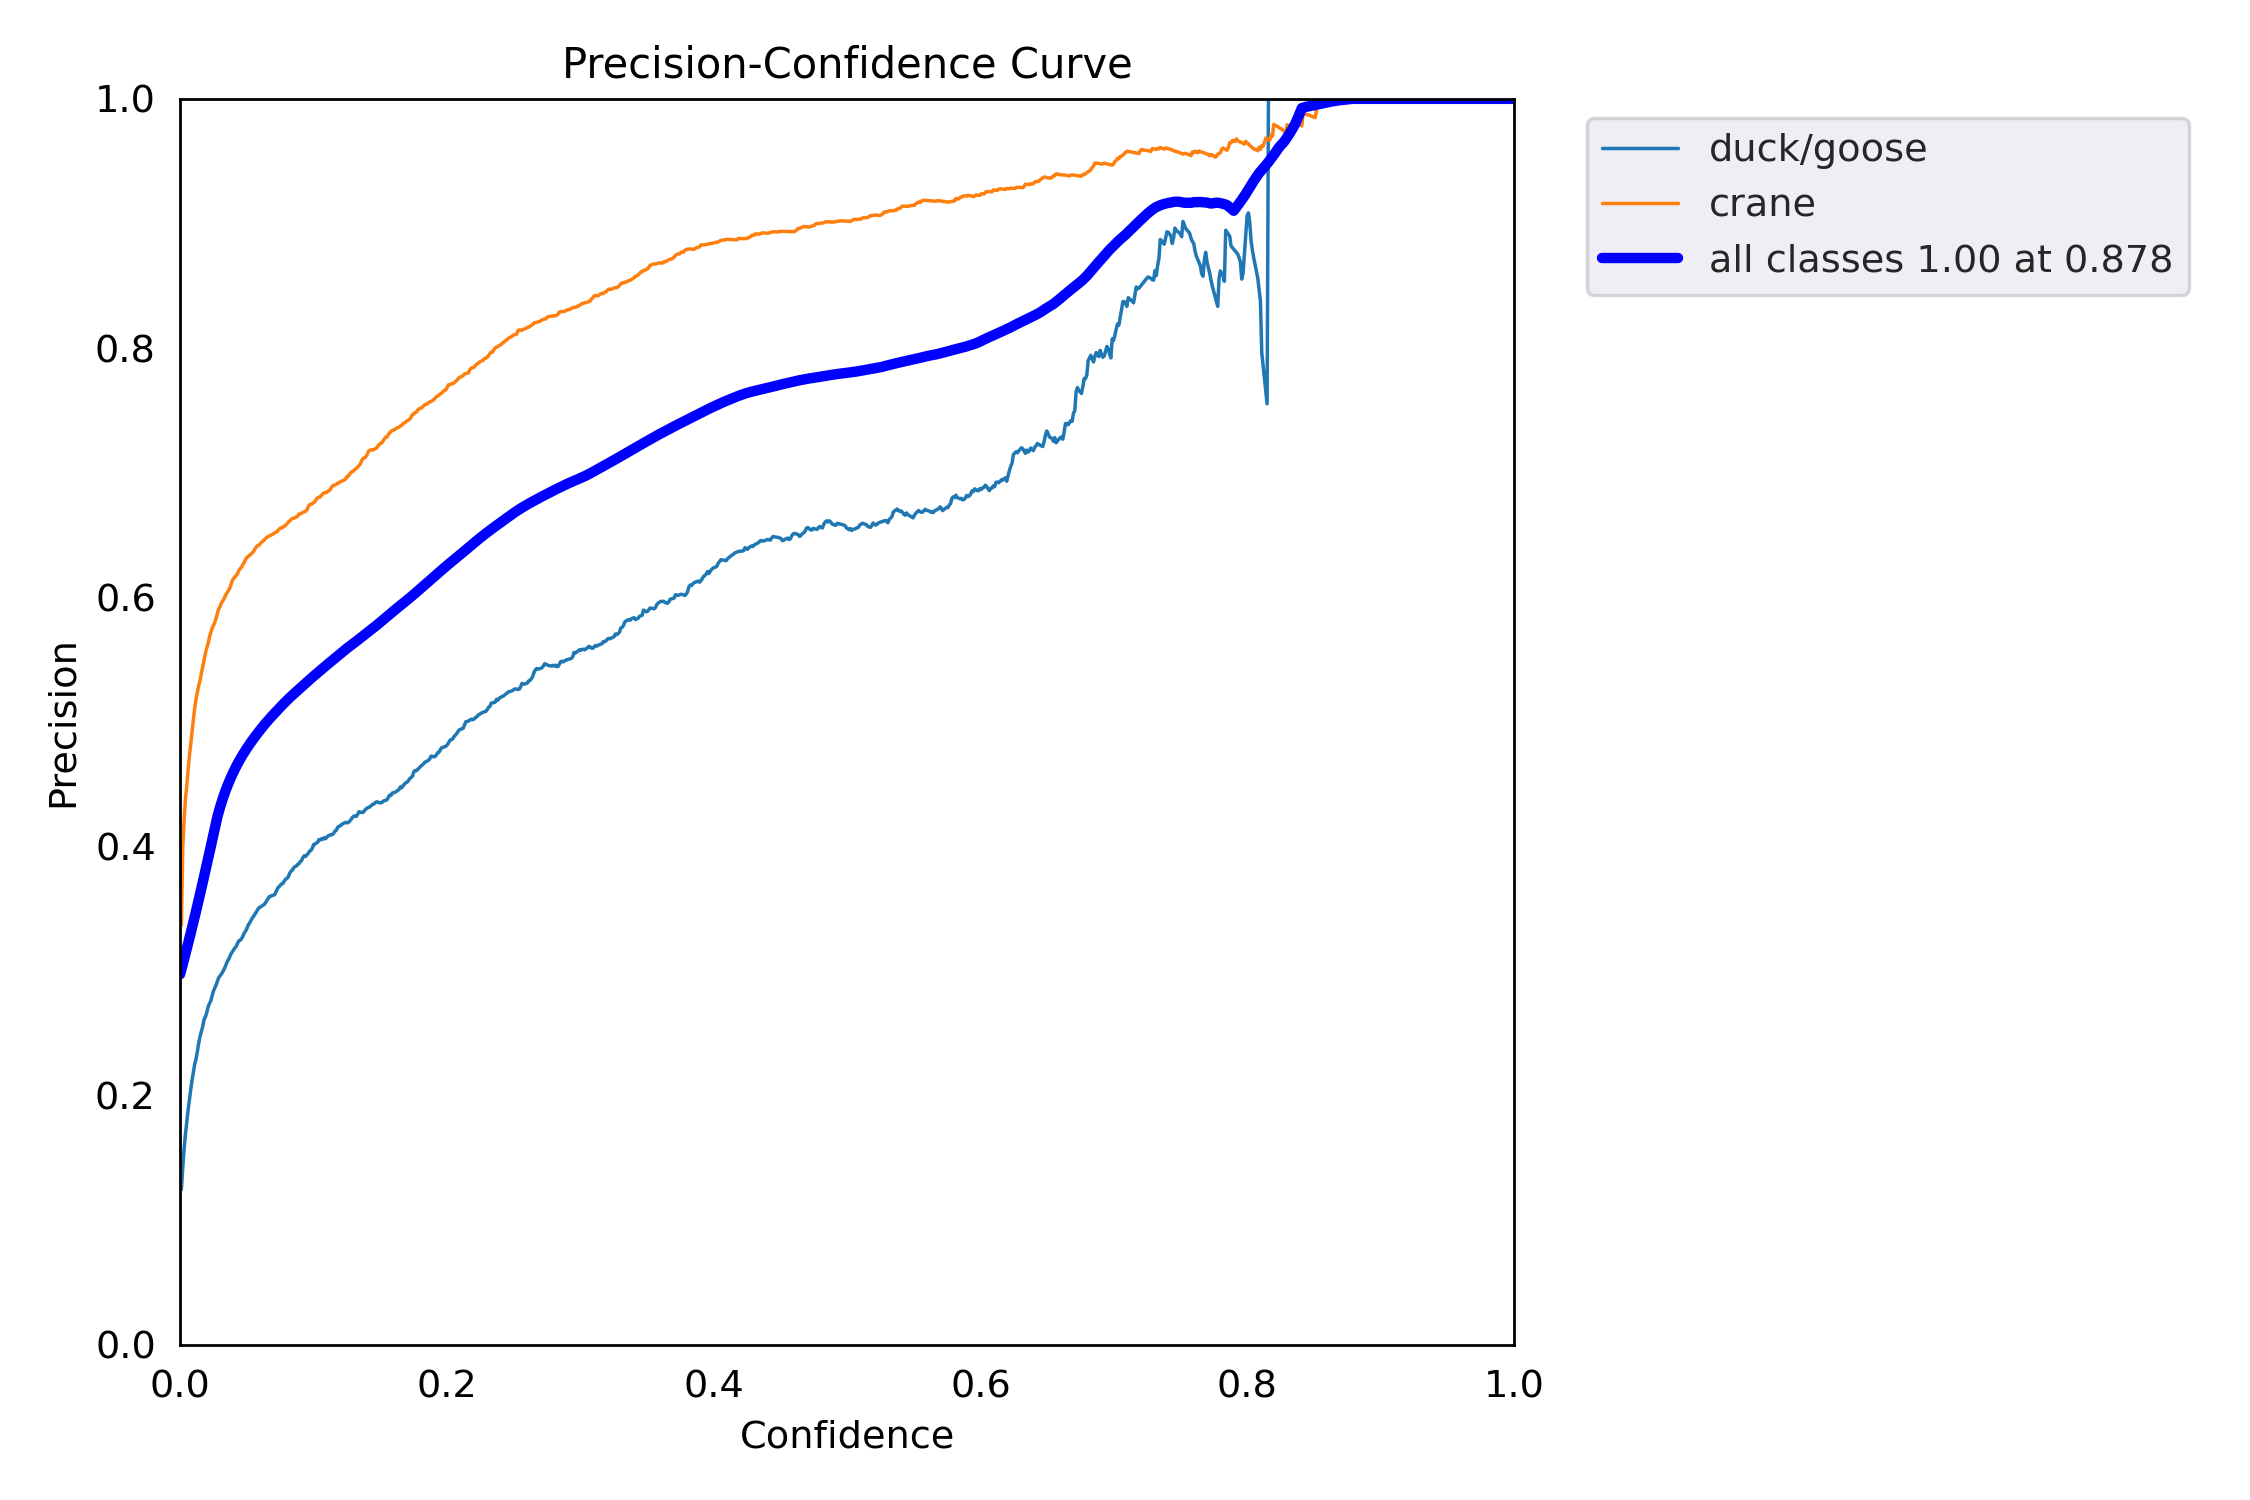 Precision-Confidence Curve
1.0
0.8
0.6
0.4
0.2
0.0
Precision
0.0 0.2 0.4 0.6 0.8 1.0
Confidence
duck/goose
crane
all classes 1.00 at 0.878